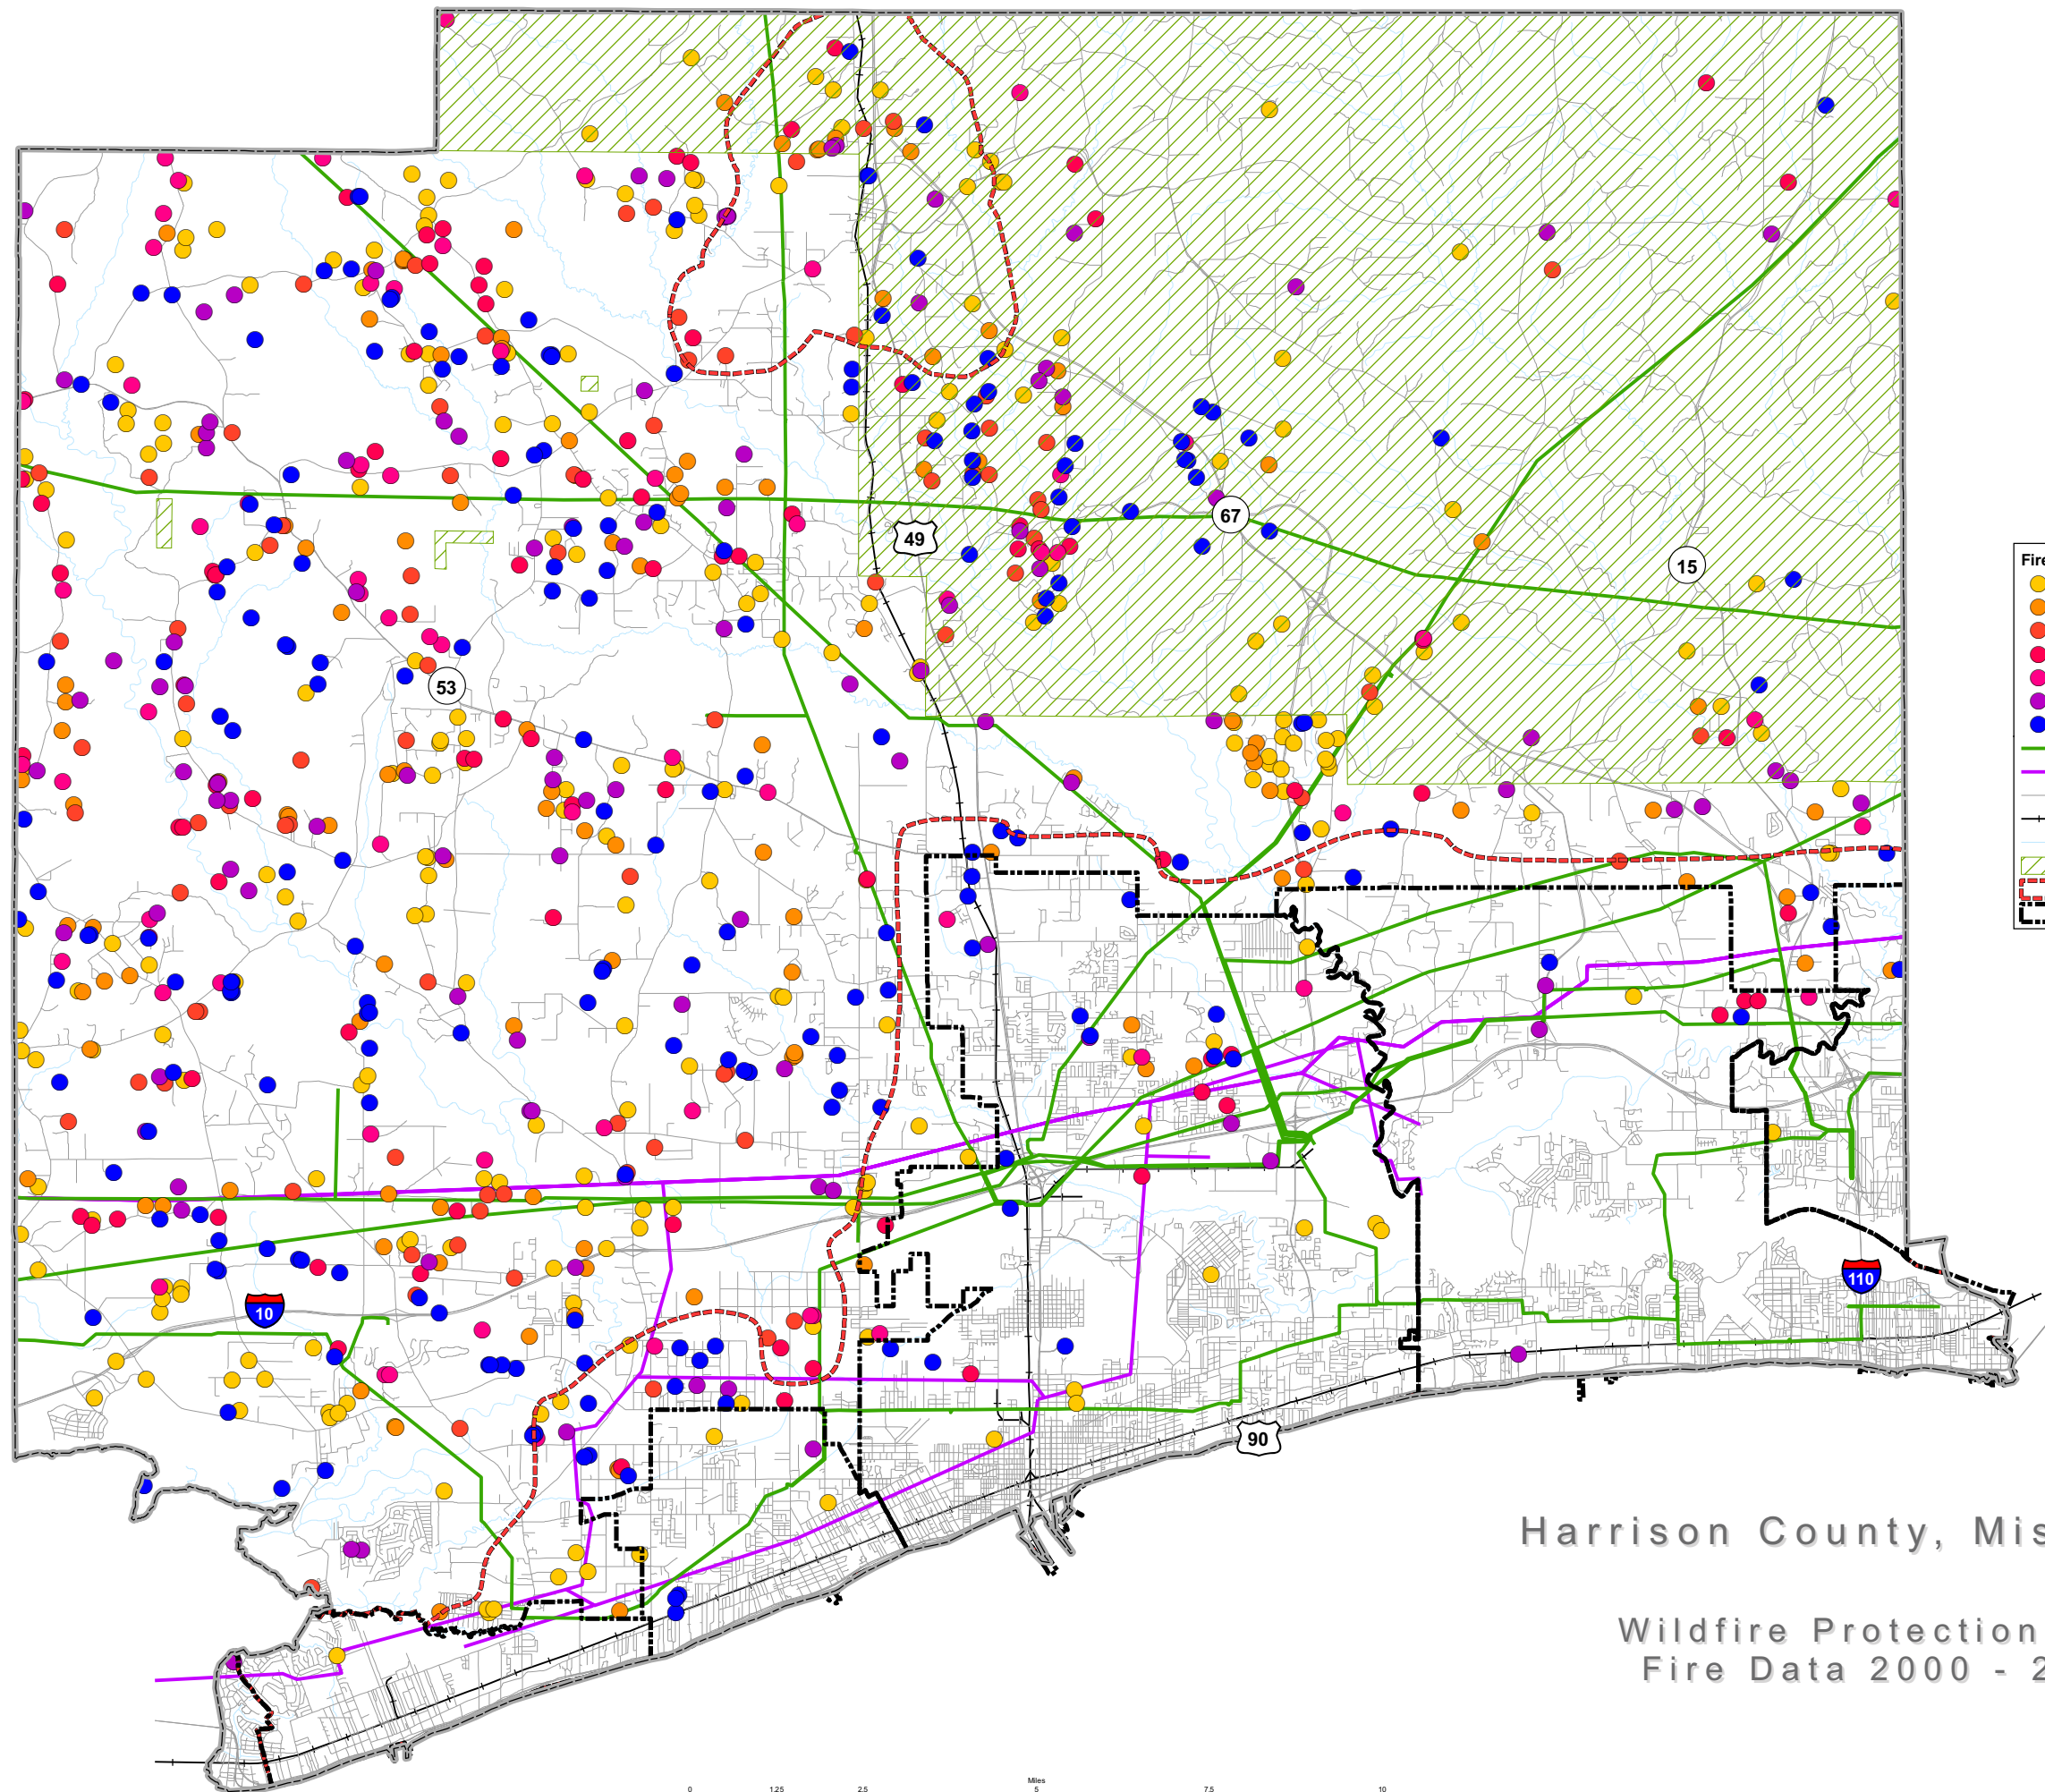 49
67
15
Fire
53
10
110
90
Harrison County, Mis
Wildfire Protection
Fire Data 2000 - 2
Miles
0 1.25 2.5 5 7.5 10